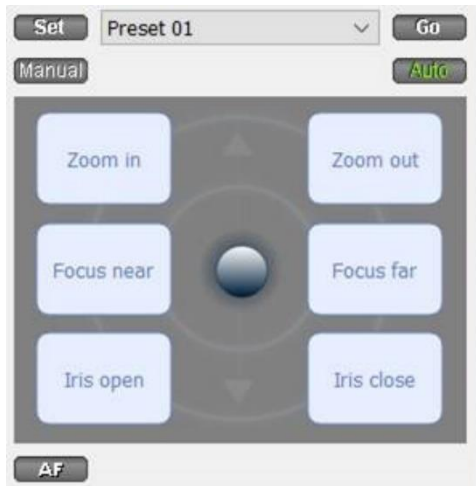 Set Preset 01 Go
Manual Auto
Zoom in Zoom out
Focus near Focus far
Iris open Iris close
AF